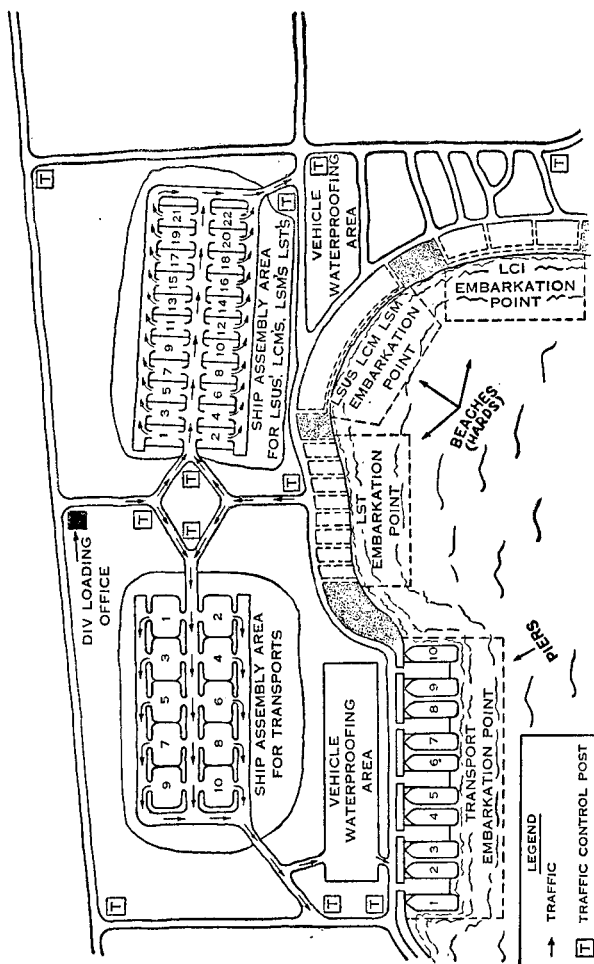 T
T
T
T
VEHICLE
WATERPROOFING
AREA
1 3 5 7 9 11 13 15 17 19 21
2 4 6 8 10 12 14 16 18 20 22
SHIP ASSEMBLY AREA
FOR LSUS', LCM'S, LSM'S LST'S
LCI
EMBARKATION
POINT
LSUS LCM LSM
EMBARKATION
POINT
BEACHES
(HARDS)
LST
EMBARKATION
POINT
T
T
T
T
DIV LOADING
OFFICE
9 7 5 3 1
10 8 6 4 2
SHIP ASSEMBLY AREA
FOR TRANSPORTS
VEHICLE
WATERPROOFING
AREA
T
T
T
PIERS
1 2 3 4 5 6 7 8 9 10
TRANSPORT
EMBARKATION POINT
LEGEND
TRAFFIC
T TRAFFIC CONTROL POST